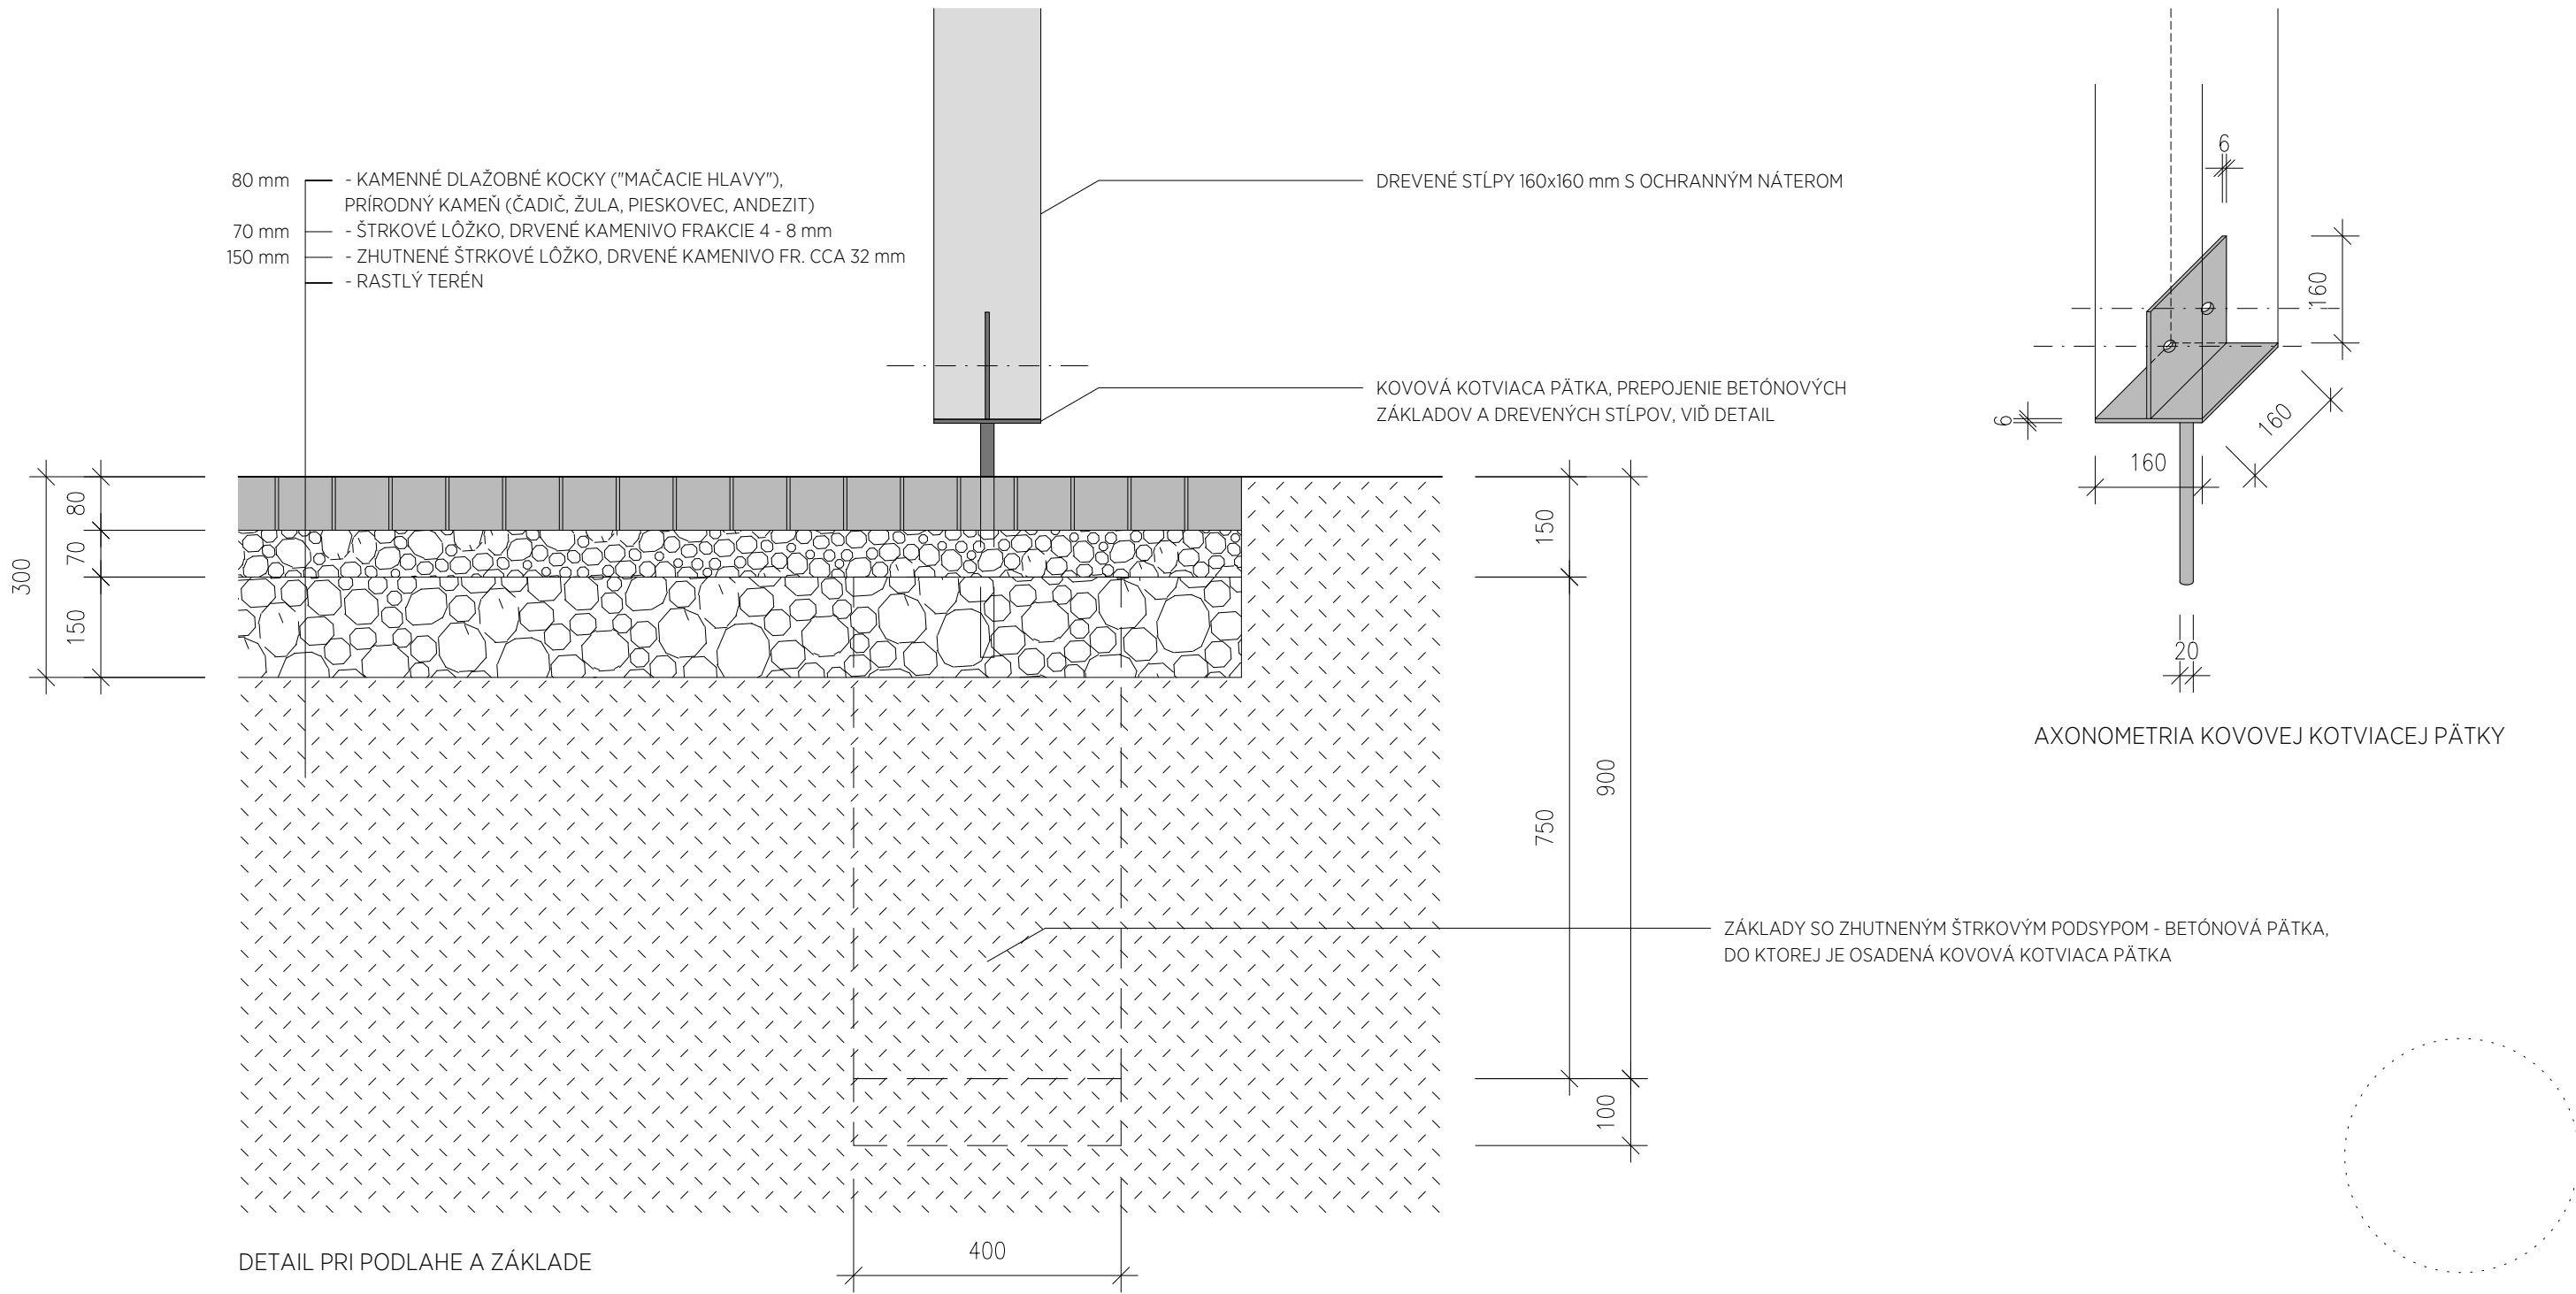 80 mm - KAMENNÉ DLAŽOBNÉ KOCKY ("MAČACIE HLAVY"),
PRÍRODNÝ KAMEŇ (ČADIČ, ŽULA, PIESKOVEC, ANDEZIT)
70 mm - ŠTRKOVÉ LÔŽKO, DRVENÉ KAMENIVO FRAKCIE 4 - 8 mm
150 mm - ZHUTNENÉ ŠTRKOVÉ LÔŽKO, DRVENÉ KAMENIVO FR. CCA 32 mm
- RASTLÝ TERÉN
DREVENÉ STĹPY 160x160 mm S OCHRANNÝM NÁTEROM
KOVOVÁ KOTVIACA PÄTKA, PREPOJENIE BETÓNOVÝCH
ZÁKLADOV A DREVENÝCH STĹPOV, VIĎ DETAIL
300
80
70
150
150
750
900
100
ZÁKLADY SO ZHUTNENÝM ŠTRKOVÝM PODSYPOM - BETÓNOVÁ PÄTKA,
DO KTOREJ JE OSADENÁ KOVOVÁ KOTVIACA PÄTKA
400
DETAIL PRI PODLAHE A ZÁKLADE
6
160
6
160
160
20
AXONOMETRIA KOVOVEJ KOTVIACEJ PÄTKY